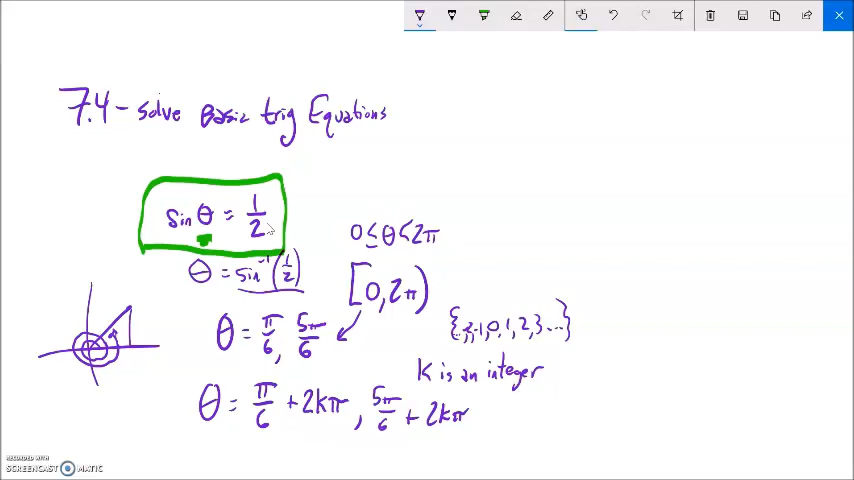 7.4 - Solve Basic trig Equations
sin θ = 1/2
0 ≤ θ < 2π
θ = sin⁻¹(1/2)
[0, 2π)
θ = π/6, 5π/6
{..-2,-1,0,1,2,3...}
K is an integer
θ = π/6 + 2kπ, 5π/6 + 2kπ
RECORDED WITH
SCREENCAST MATIC